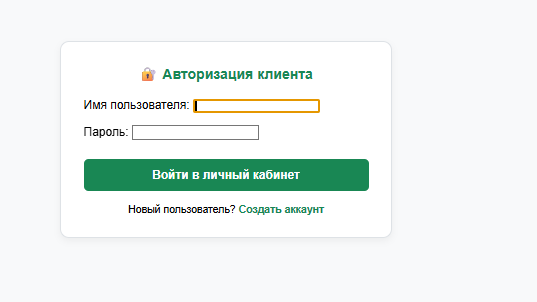 Авторизация клиента
Имя пользователя:
Пароль:
Войти в личный кабинет
Новый пользователь? Создать аккаунт